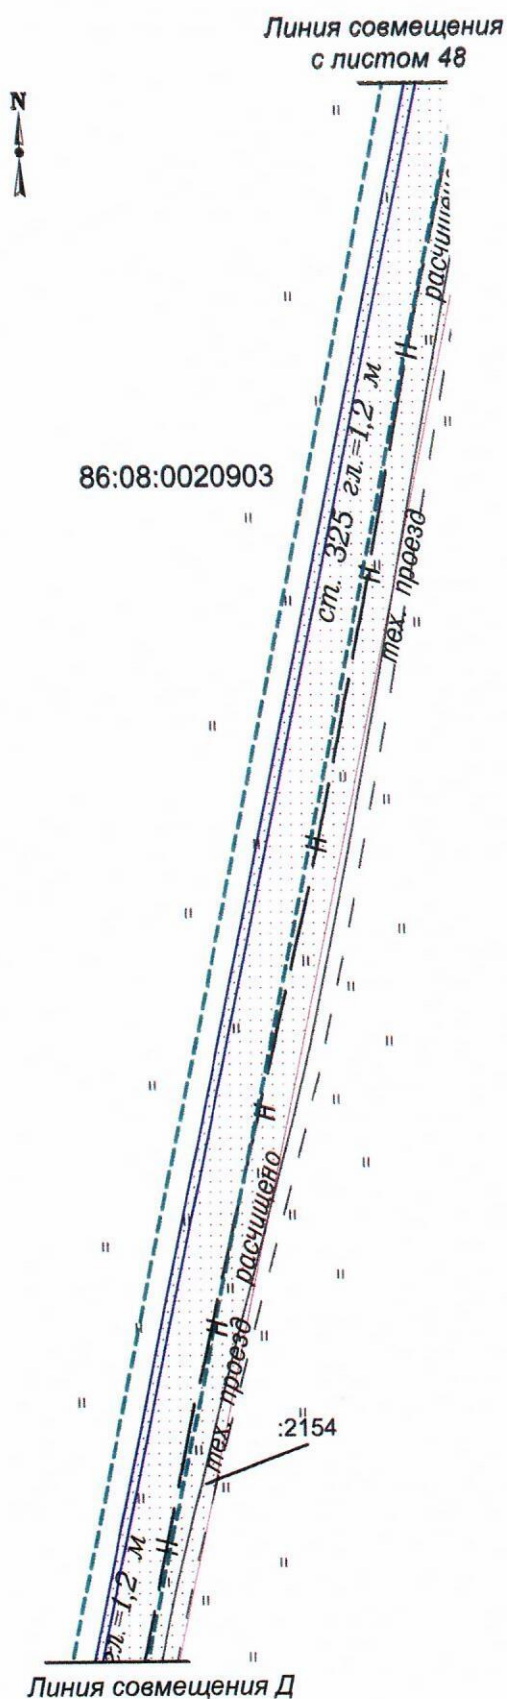 Линия совмещения
с листом 48
N
расчищено
Н
ст. 325 гл.=1,2 м
86:08:0020903
тех. проезд
Н
Н
Н
расчищено
Н
тех. проезд
:2154
Н
гл.=1,2 м
Линия совмещения Д